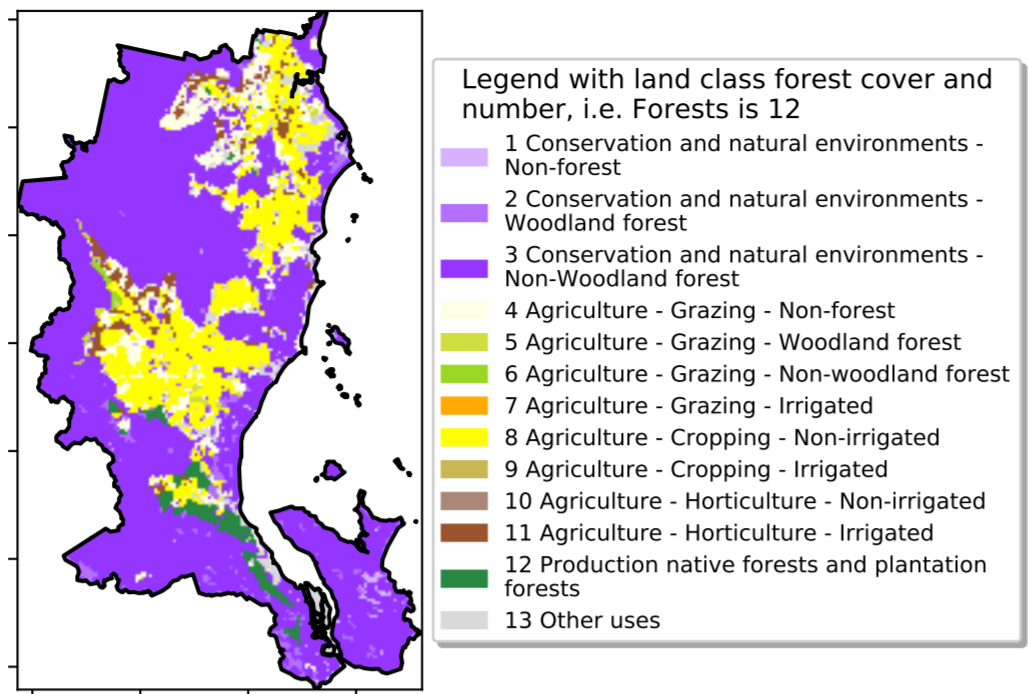 Legend with land class forest cover and
number, i.e. Forests is 12
1 Conservation and natural environments -
Non-forest
2 Conservation and natural environments -
Woodland forest
3 Conservation and natural environments -
Non-Woodland forest
4 Agriculture - Grazing - Non-forest
5 Agriculture - Grazing - Woodland forest
6 Agriculture - Grazing - Non-woodland forest
7 Agriculture - Grazing - Irrigated
8 Agriculture - Cropping - Non-irrigated
9 Agriculture - Cropping - Irrigated
10 Agriculture - Horticulture - Non-irrigated
11 Agriculture - Horticulture - Irrigated
12 Production native forests and plantation
forests
13 Other uses